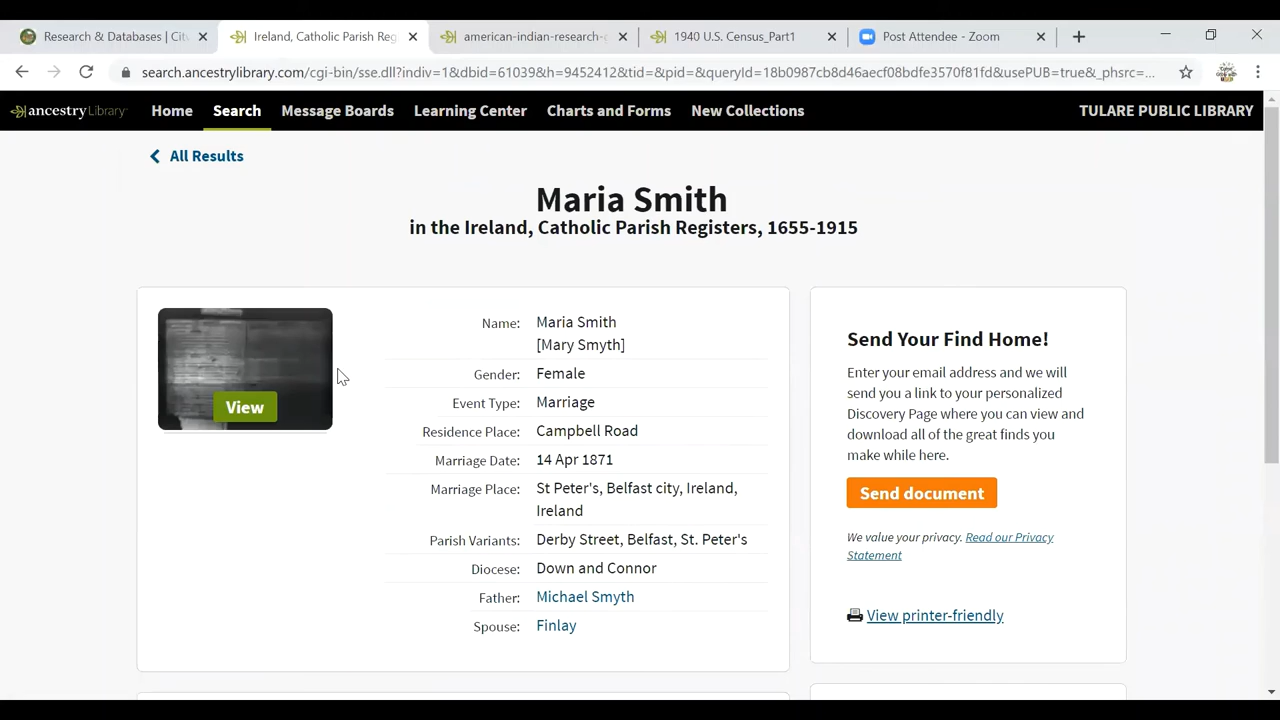 Research & Databases | Cit
Ireland, Catholic Parish Reg
american-indian-research-
1940 U.S. Census_Part1
Post Attendee - Zoom
search.ancestrylibrary.com/cgi-bin/sse.dll?indiv=1&dbid=61039&h=9452412&tid=&pid=&queryId=18b0987cb8d46aecf08bdfe3570f81fd&usePUB=true&_phsrc=...
ancestryLibrary Home Search Message Boards Learning Center Charts and Forms New Collections TULARE PUBLIC LIBRARY
All Results
Maria Smith
in the Ireland, Catholic Parish Registers, 1655-1915
View
Name: Maria Smith
[Mary Smyth]
Gender: Female
Event Type: Marriage
Residence Place: Campbell Road
Marriage Date: 14 Apr 1871
Marriage Place: St Peter's, Belfast city, Ireland,
Ireland
Parish Variants: Derby Street, Belfast, St. Peter's
Diocese: Down and Connor
Father: Michael Smyth
Spouse: Finlay
Send Your Find Home!
Enter your email address and we will
send you a link to your personalized
Discovery Page where you can view and
download all of the great finds you
make while here.
Send document
We value your privacy. Read our Privacy
Statement
View printer-friendly